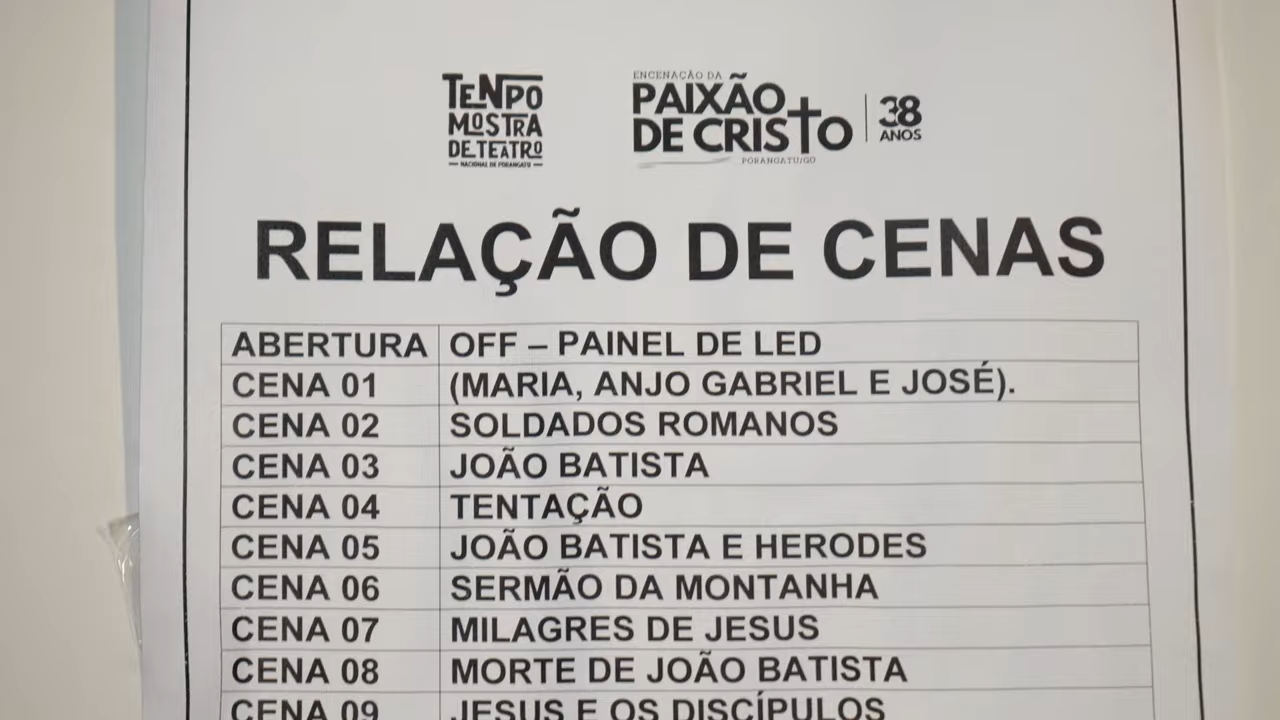 TENPO
MOSTRA
DE TEATRO
NACIONAL DE PORANGATU
ENCENAÇÃO DA
PAIXÃO
DE CRISTO
PORANGATU/GO
38
ANOS
RELAÇÃO DE CENAS
ABERTURA OFF – PAINEL DE LED
CENA 01 (MARIA, ANJO GABRIEL E JOSÉ).
CENA 02 SOLDADOS ROMANOS
CENA 03 JOÃO BATISTA
CENA 04 TENTAÇÃO
CENA 05 JOÃO BATISTA E HERODES
CENA 06 SERMÃO DA MONTANHA
CENA 07 MILAGRES DE JESUS
CENA 08 MORTE DE JOÃO BATISTA
CENA 09 JESUS E OS DISCÍPULOS